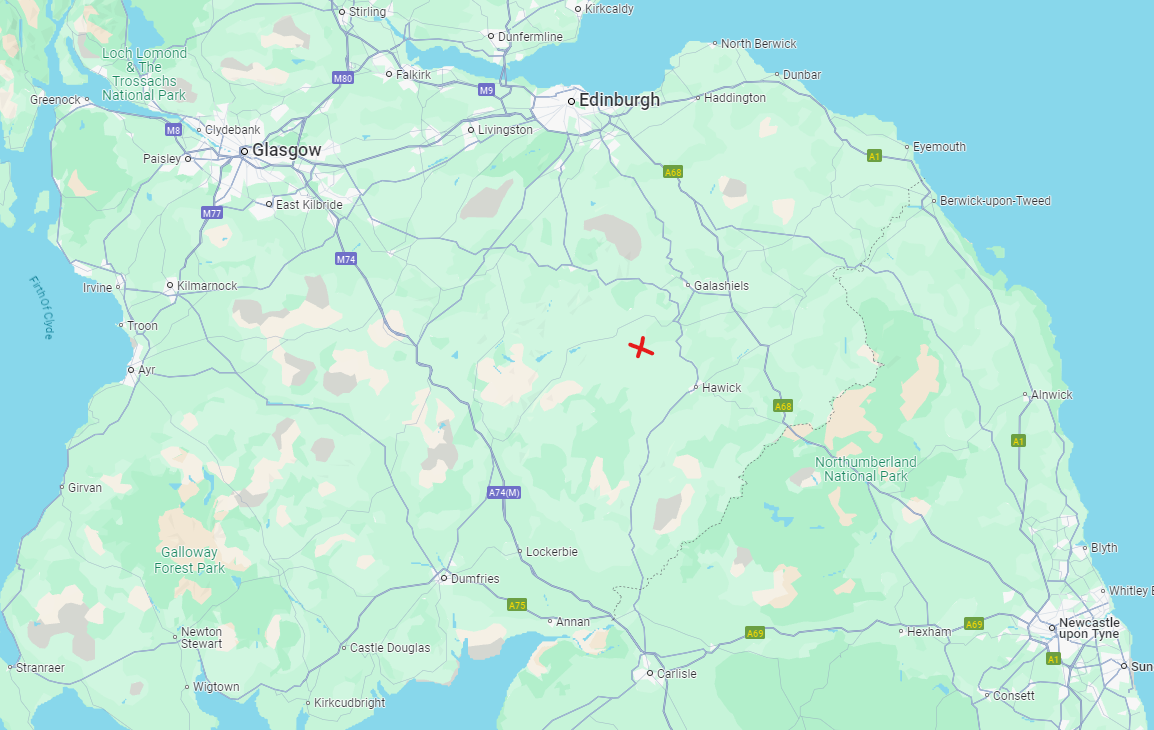 Kirkcaldy
Stirling
Dunfermline
North Berwick
Loch Lomond
& The
Trossachs
National Park
Falkirk
M80
Dunbar
M9
Greenock
Edinburgh
Haddington
M8
Clydebank
Livingston
Glasgow
Paisley
Eyemouth
A1
A68
East Kilbride
M77
Berwick-upon-Tweed
M74
Irvine
Kilmarnock
Galashiels
Firth Of Clyde
Troon
Ayr
Hawick
Alnwick
A68
A1
Northumberland
National Park
Girvan
A74(M)
Galloway
Forest Park
Lockerbie
Blyth
Dumfries
Whitley B
A75
Annan
A69
A69
Hexham
Newcastle
upon Tyne
Newton
Stewart
Castle Douglas
A1
Stranraer
Carlisle
Sun
Wigtown
Kirkcudbright
Consett